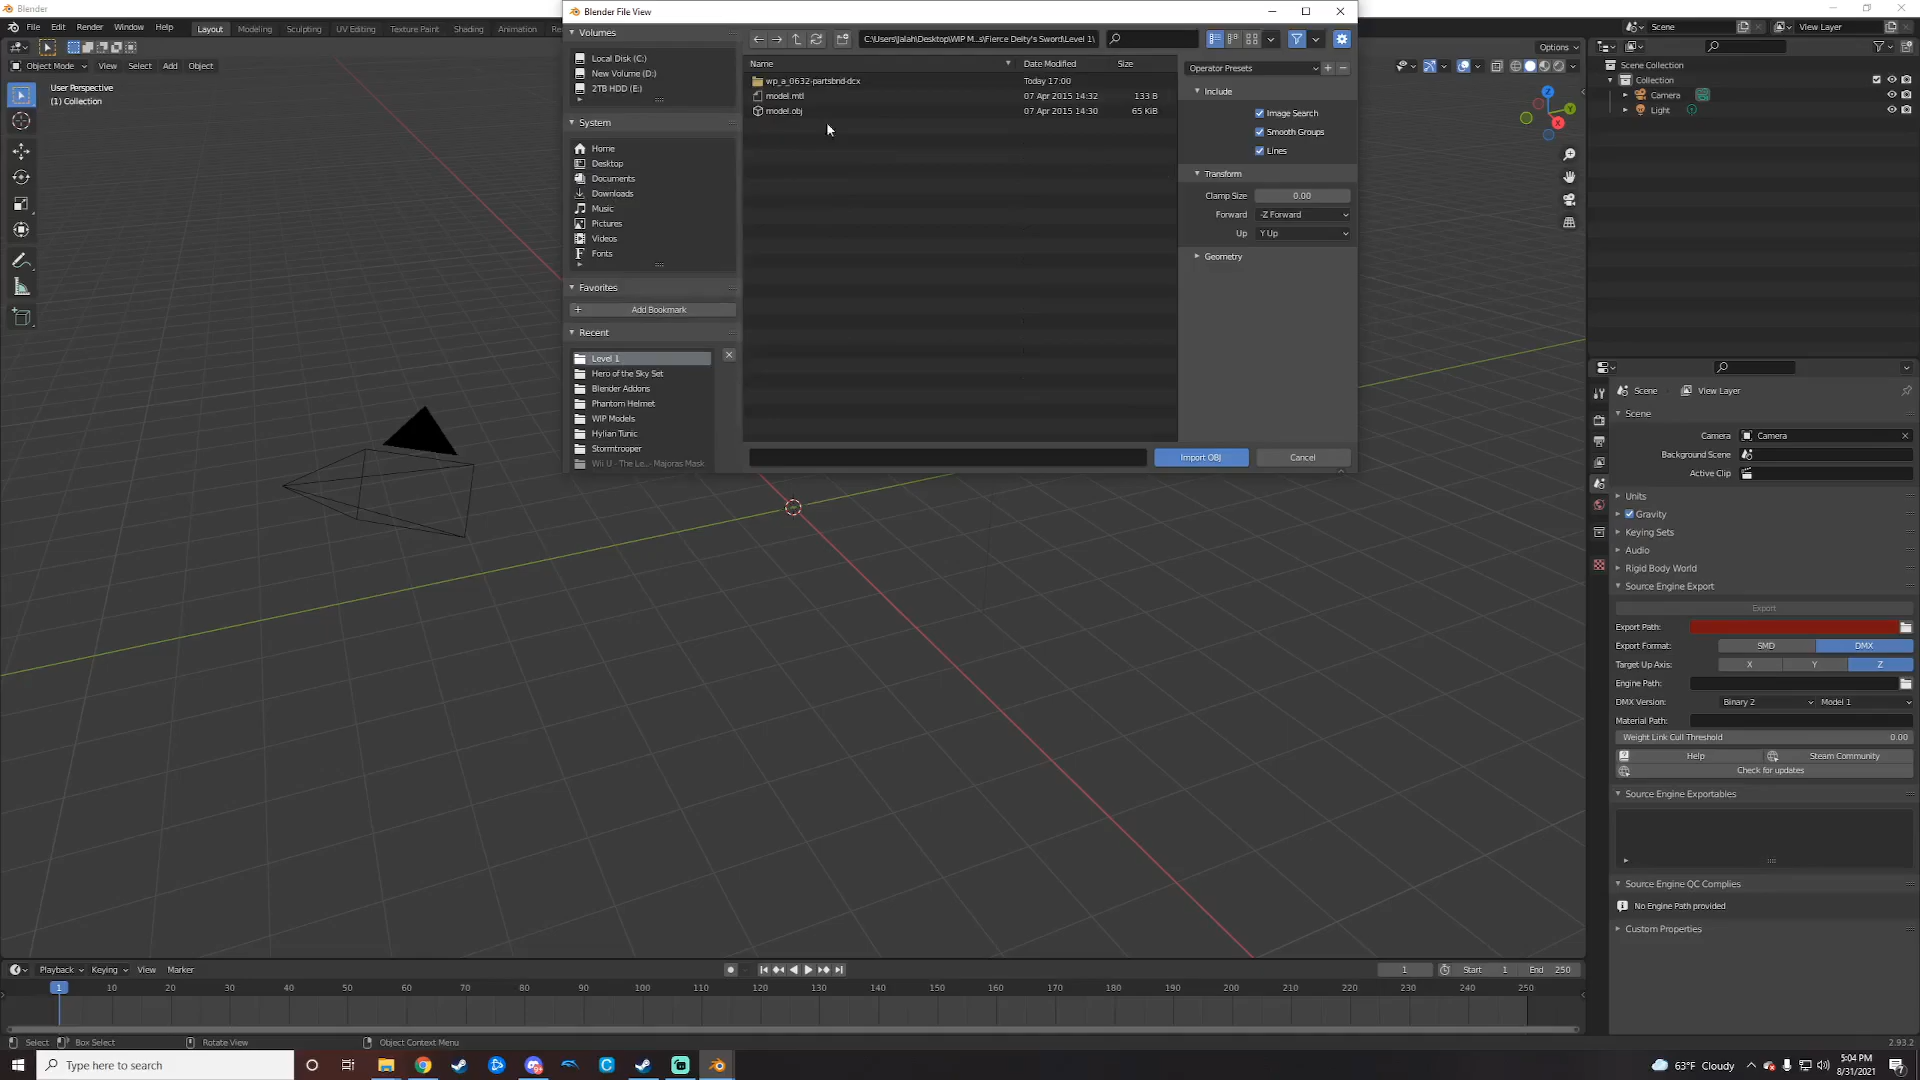 Blender
File Edit Render Window Help Layout Modeling Sculpting UV Editing Texture Paint Shading Animation
Scene View Layer
Object Mode View Select Add Object
Options
User Perspective
(1) Collection
Blender File View
Volumes
Local Disk (C:)
New Volume (D:)
2TB HDD (E:)
System
Home
Desktop
Documents
Downloads
Music
Pictures
Videos
Fonts
Favorites
Add Bookmark
Recent
Level 1
Hero of the Sky Set
Blender Addons
Phantom Helmet
WIP Models
Hylian Tunic
Stormtrooper
Wii U - The Le..- Majoras Mask
C:\Users\Jalah\Desktop\WIP M...s\Fierce Deity's Sword\Level 1\
Name Date Modified Size
wp_a_0632-partsbnd-dcx Today 17:00
model.mtl 07 Apr 2015 14:32 133 B
model.obj 07 Apr 2015 14:30 65 KiB
Operator Presets
Include
Image Search
Smooth Groups
Lines
Transform
Clamp Size 0.00
Forward -Z Forward
Up Y Up
Geometry
Import OBJ Cancel
Z
Y
X
Scene Collection
Collection
Camera
Light
Scene View Layer
Scene
Camera Camera
Background Scene
Active Clip
Units
Gravity
Keying Sets
Audio
Rigid Body World
Source Engine Export
Export
Export Path:
Export Format: SMD DMX
Target Up Axis: X Y Z
Engine Path:
DMX Version: Binary 2 Model 1
Material Path:
Weight Link Cull Threshold 0.00
Help Steam Community
Check for updates
Source Engine Exportables
Source Engine QC Complies
No Engine Path provided
Custom Properties
Playback Keying View Marker
1 Start 1 End 250
1 10 20 30 40 50 60 70 80 90 100 110 120 130 140 150 160 170 180 190 200 210 220 230 240 250
Select Box Select Rotate View Object Context Menu
2.93.2
Type here to search
63°F Cloudy
5:04 PM
8/31/2021